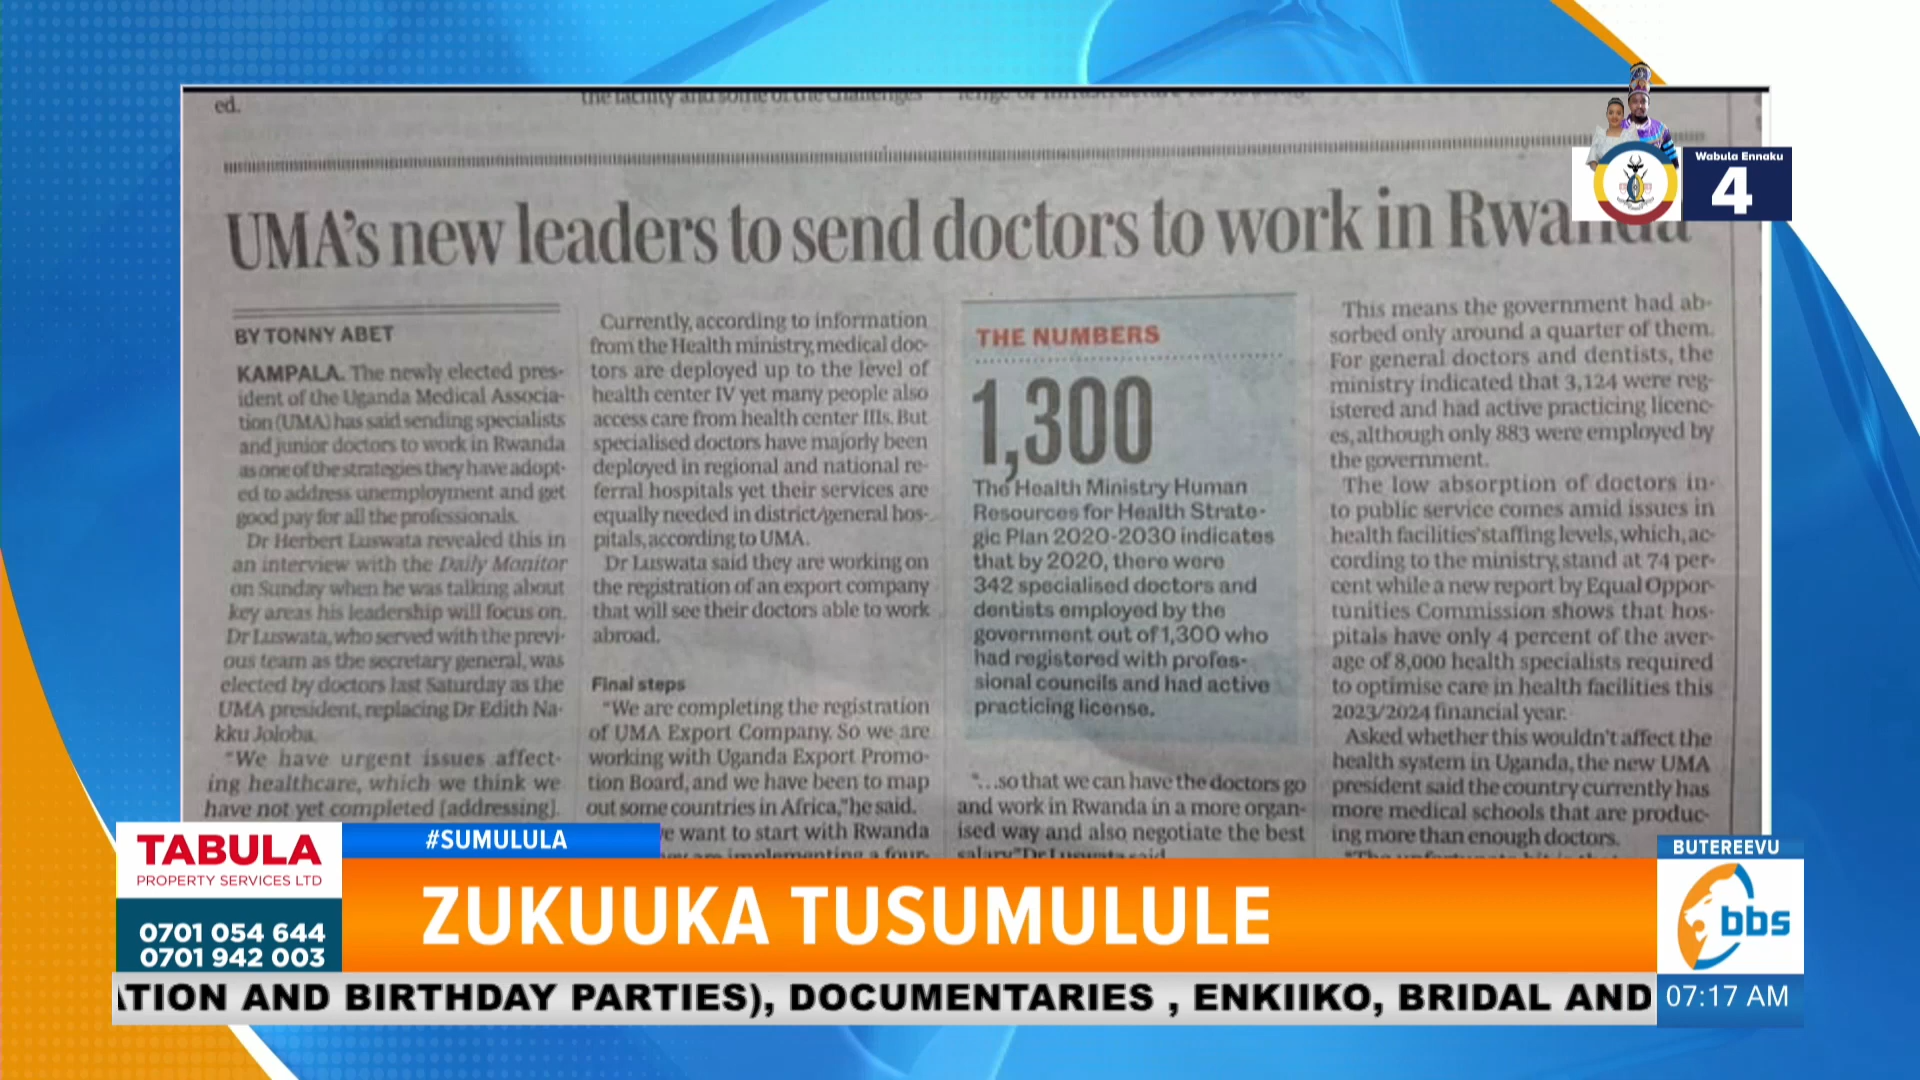 ed.
the facility and some of the challenges
UMA's new leaders to send doctors to work in Rwanda
BY TONNY ABET
KAMPALA. The newly elected pres-
ident of the Uganda Medical Associa-
tion (UMA) has said sending specialists
and junior doctors to work in Rwanda
as one of the strategies they have adopt-
ed to address unemployment and get
good pay for all the professionals.
Dr Herbert Luswata revealed this in
an interview with the Daily Monitor
on Sunday when he was talking about
key areas his leadership will focus on.
Dr Luswata, who served with the previ-
ous team as the secretary general, was
elected by doctors last Saturday as the
UMA president, replacing Dr Edith Na-
kku Joloba.
"We have urgent issues affect-
ing healthcare, which we think we
have not yet completed [addressing].
Currently, according to information
from the Health ministry, medical doc-
tors are deployed up to the level of
health center IV yet many people also
access care from health center IIIs. But
specialised doctors have majorly been
deployed in regional and national re-
ferral hospitals yet their services are
equally needed in district/general hos-
pitals, according to UMA.
Dr Luswata said they are working on
the registration of an export company
that will see their doctors able to work
abroad.
Final steps
"We are completing the registration
of UMA Export Company. So we are
working with Uganda Export Promo-
tion Board, and we have been to map
out some countries in Africa," he said.
want to start with Rwanda
are implementing a four-
THE NUMBERS
1,300
The Health Ministry Human
Resources for Health Strate-
gic Plan 2020-2030 indicates
that by 2020, there were
342 specialised doctors and
dentists employed by the
government out of 1,300 who
had registered with profes-
sional councils and had active
practicing license.
"...so that we can have the doctors go
and work in Rwanda in a more organ-
ised way and also negotiate the best
salary" Dr Luswata said
This means the government had ab-
sorbed only around a quarter of them.
For general doctors and dentists, the
ministry indicated that 3,124 were reg-
istered and had active practicing licenc-
es, although only 883 were employed by
the government.
The low absorption of doctors in-
to public service comes amid issues in
health facilities' staffing levels, which, ac-
cording to the ministry, stand at 74 per-
cent while a new report by Equal Oppor-
tunities Commission shows that hos-
pitals have only 4 percent of the aver-
age of 8,000 health specialists required
to optimise care in health facilities this
2023/2024 financial year.
Asked whether this wouldn't affect the
health system in Uganda, the new UMA
president said the country currently has
more medical schools that are produc-
ing more than enough doctors.
Wabula Ennaku
4
TABULA
PROPERTY SERVICES LTD
0701 054 644
0701 942 003
#SUMULULA
ZUKUUKA TUSUMULULE
BUTEREEVU
bbs
ATION AND BIRTHDAY PARTIES), DOCUMENTARIES , ENKIIKO, BRIDAL AND
07:17 AM